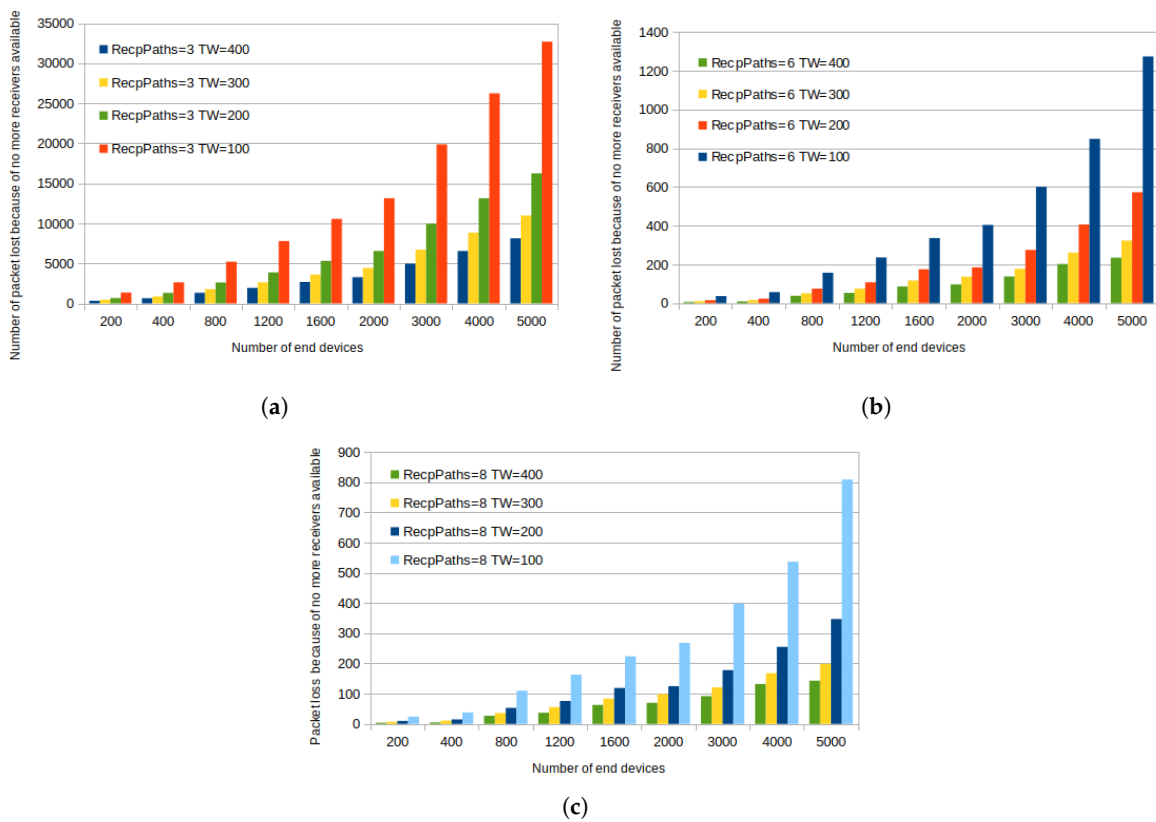 Number of packet lost because of no more receivers available
35000
30000
25000
20000
15000
10000
5000
0
RecpPaths=3 TW=400
RecpPaths=3 TW=300
RecpPaths=3 TW=200
RecpPaths=3 TW=100
200 400 800 1200 1600 2000 3000 4000 5000
Number of end devices
(a)
Number of packet lost because of no more receivers available
1400
1200
1000
800
600
400
200
0
RecpPaths=6 TW=400
RecpPaths=6 TW=300
RecpPaths=6 TW=200
RecpPaths=6 TW=100
200 400 800 1200 1600 2000 3000 4000 5000
Number of end devices
(b)
Packet loss because of no more receivers available
900
800
700
600
500
400
300
200
100
0
RecpPaths=8 TW=400
RecpPaths=8 TW=300
RecpPaths=8 TW=200
RecpPaths=8 TW=100
200 400 800 1200 1600 2000 3000 4000 5000
Number of end devices
(c)